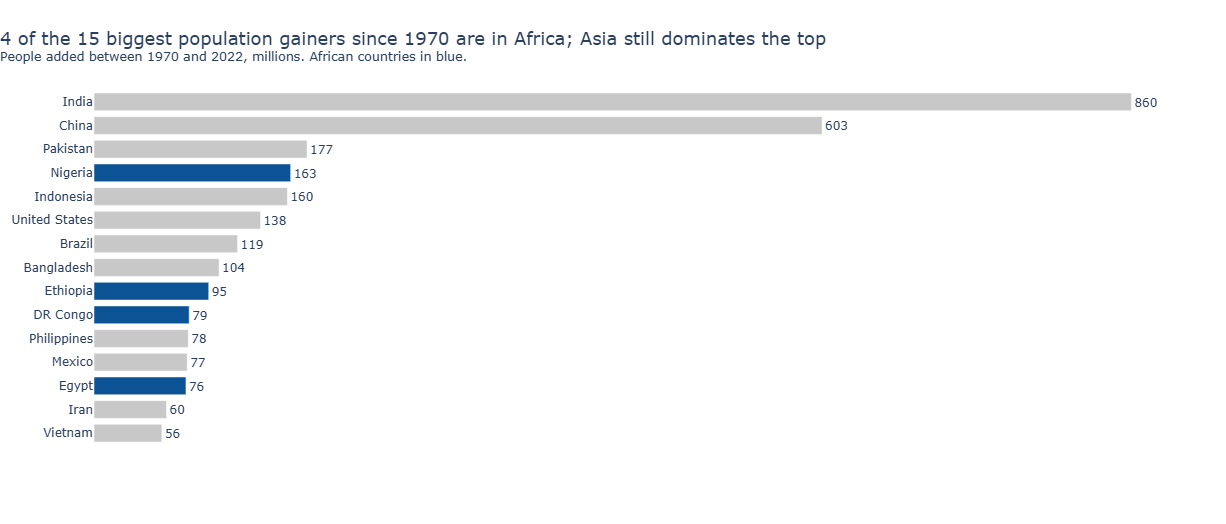 4 of the 15 biggest population gainers since 1970 are in Africa; Asia still dominates the top
People added between 1970 and 2022, millions. African countries in blue.
India 860
China 603
Pakistan 177
Nigeria 163
Indonesia 160
United States 138
Brazil 119
Bangladesh 104
Ethiopia 95
DR Congo 79
Philippines 78
Mexico 77
Egypt 76
Iran 60
Vietnam 56